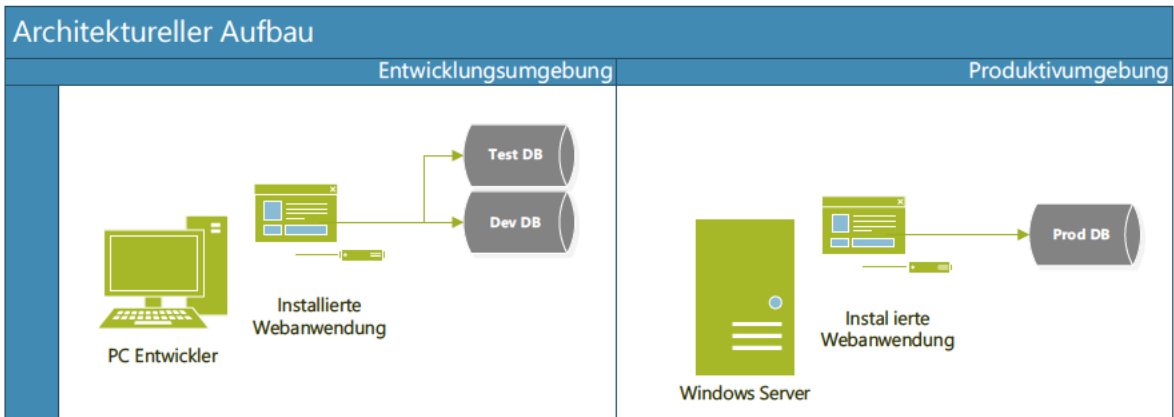 Architektureller Aufbau
Entwicklungsumgebung
Produktivumgebung
Test DB
Dev DB
Installierte
Webanwendung
PC Entwickler
Prod DB
Instal ierte
Webanwendung
Windows Server